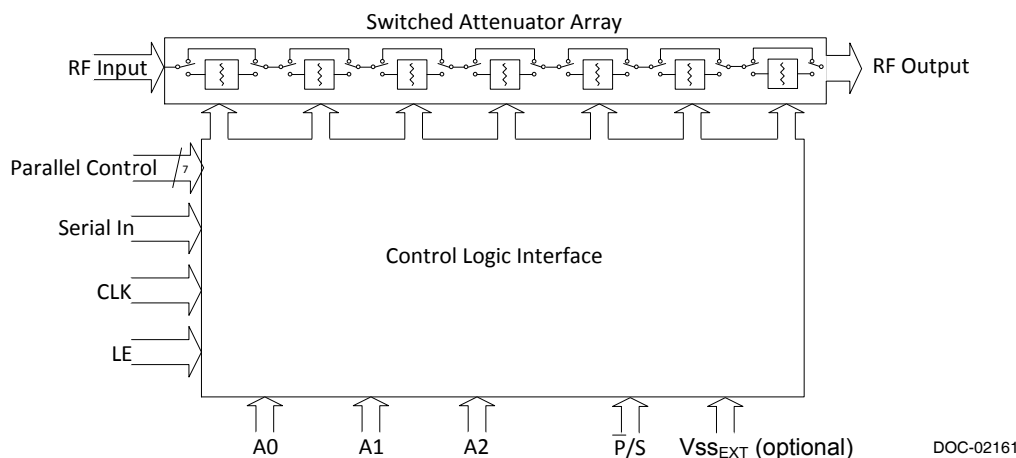 Switched Attenuator Array
RF Input
RF Output
Parallel Control
7
Serial In
CLK
LE
Control Logic Interface
A0
A1
A2
P̅/S
VssEXT (optional)
DOC-02161